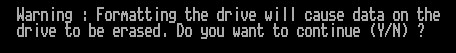 Warning : Formatting the drive will cause data on the
drive to be erased. Do you want to continue (Y/N) ?